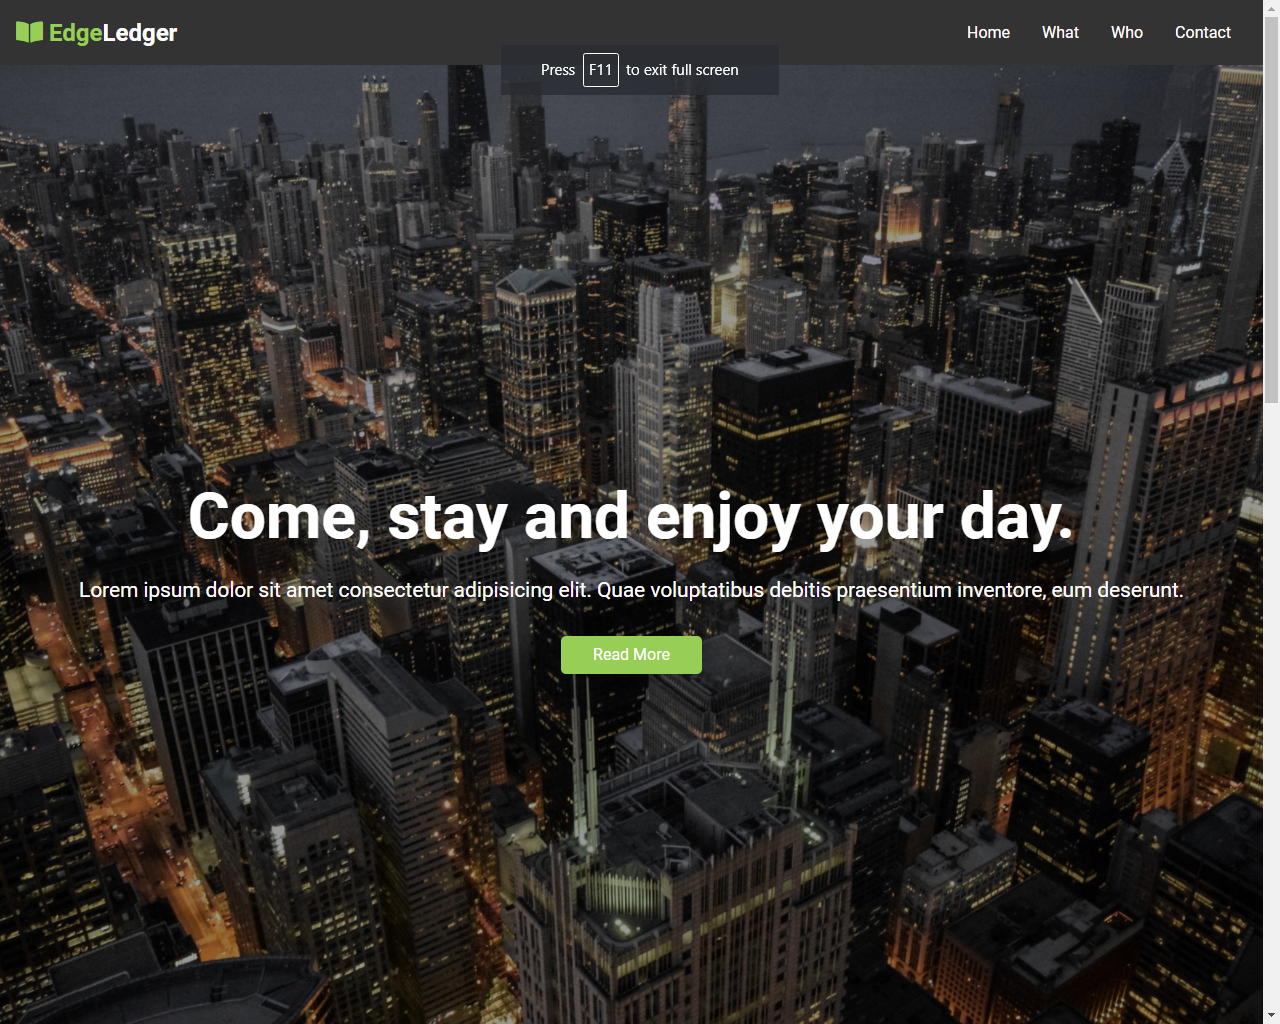 EdgeLedger
Home What Who Contact
Press F11 to exit full screen
Come, stay and enjoy your day.
Lorem ipsum dolor sit amet consectetur adipisicing elit. Quae voluptatibus debitis praesentium inventore, eum deserunt.
Read More